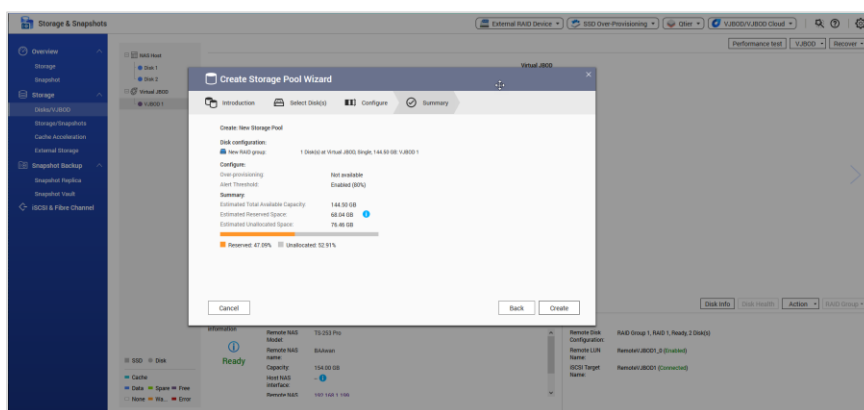 Storage & Snapshots
External RAID Device
SSD Over-Provisioning
Qtier
VJBOD/VJBOD Cloud
Performance test
VJBOD
Recover
Overview
Storage
Snapshot
Storage
Disks/VJBOD
Storage/Snapshots
Cache Acceleration
External Storage
Snapshot Backup
Snapshot Replica
Snapshot Vault
iSCSI & Fibre Channel
NAS Host
Disk 1
Disk 2
Virtual JBOD
VJBOD 1
Virtual JBOD
Create Storage Pool Wizard
Introduction
Select Disk(s)
Configure
Summary
Create: New Storage Pool
Disk configuration:
New RAID group: 1 Disk(s) at Virtual JBOD, Single, 144.50 GB: VJBOD 1
Configure:
Over-provisioning: Not available
Alert Threshold: Enabled (80%)
Summary:
Estimated Total Available Capacity: 144.50 GB
Estimated Reserved Space: 68.04 GB
Estimated Unallocated Space: 76.46 GB
Reserved: 47.09% Unallocated: 52.91%
Cancel
Back
Create
Disk Info
Disk Health
Action
RAID Group
Information
Ready
Remote NAS Model: TS-253 Pro
Remote NAS name:
Capacity: 154.00 GB
Host NAS interface: -
Remote NAS 192.168.1.109
Remote Disk Configuration: RAID Group 1, RAID 1, Ready, 2 Disk(s)
Remote LUN Name: RemoteVJBOD1_0 (Enabled)
iSCSI Target Name: RemoteVJBOD1 (Connected)
SSD Disk
Cache
Data Spare Free
None Wa... Error